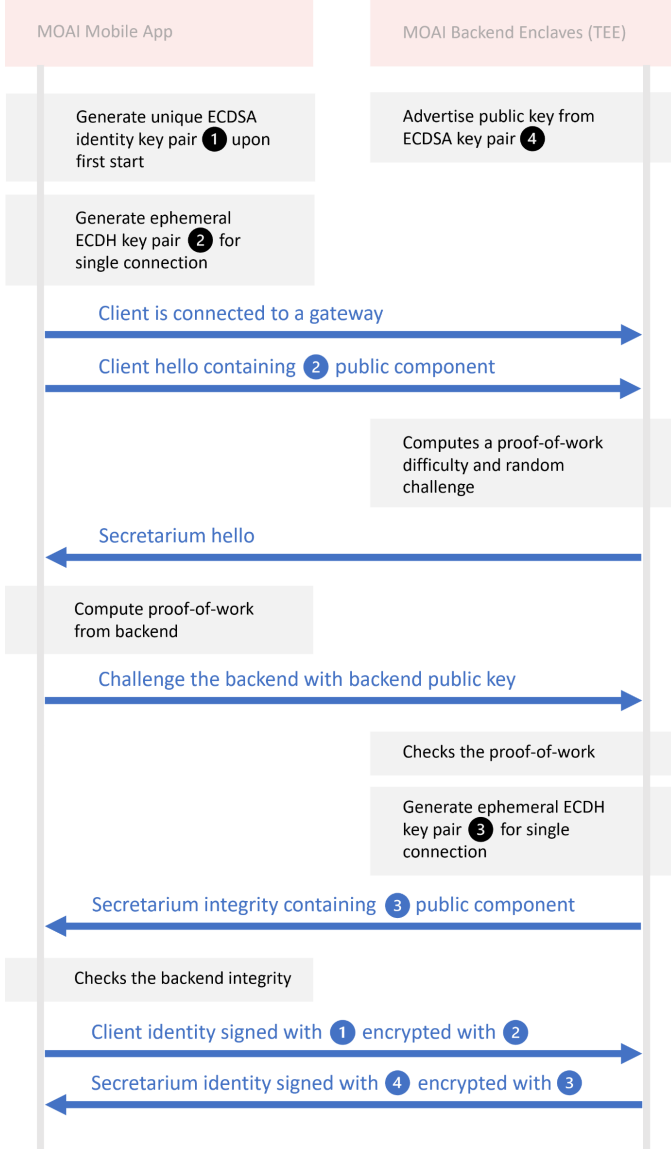 MOAI Mobile App
MOAI Backend Enclaves (TEE)
Generate unique ECDSA
identity key pair 1 upon
first start
Advertise public key from
ECDSA key pair 4
Generate ephemeral
ECDH key pair 2 for
single connection
Client is connected to a gateway
Client hello containing 2 public component
Computes a proof-of-work
difficulty and random
challenge
Secretarium hello
Compute proof-of-work
from backend
Challenge the backend with backend public key
Checks the proof-of-work
Generate ephemeral ECDH
key pair 3 for single
connection
Secretarium integrity containing 3 public component
Checks the backend integrity
Client identity signed with 1 encrypted with 2
Secretarium identity signed with 4 encrypted with 3